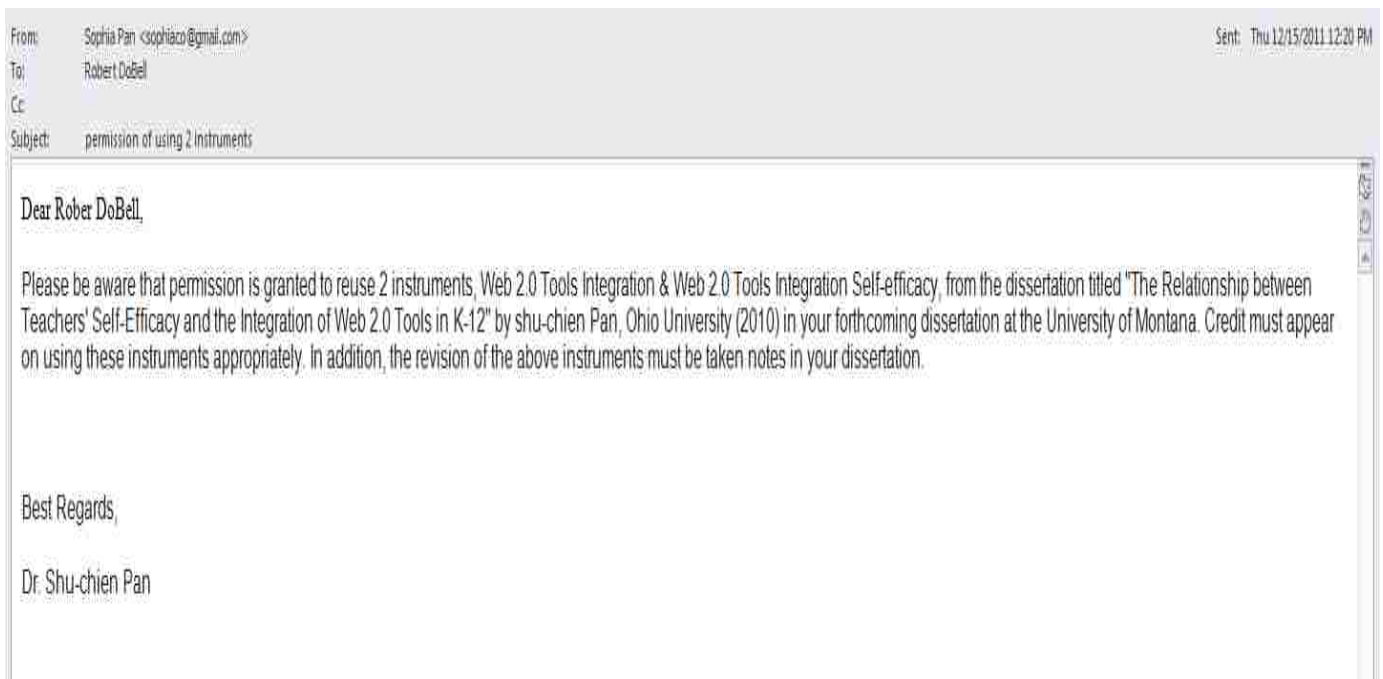 From: Sophia Pan <sophiaco@gmail.com> Sent: Thu 12/15/2011 12:20 PM
To: Robert DoBell
Cc:
Subject: permission of using 2 instruments
Dear Rober DoBell,
Please be aware that permission is granted to reuse 2 instruments, Web 2.0 Tools Integration & Web 2.0 Tools Integration Self-efficacy, from the dissertation titled "The Relationship between
Teachers' Self-Efficacy and the Integration of Web 2.0 Tools in K-12" by shu-chien Pan, Ohio University (2010) in your forthcoming dissertation at the University of Montana. Credit must appear
on using these instruments appropriately. In addition, the revision of the above instruments must be taken notes in your dissertation.
Best Regards,
Dr. Shu-chien Pan